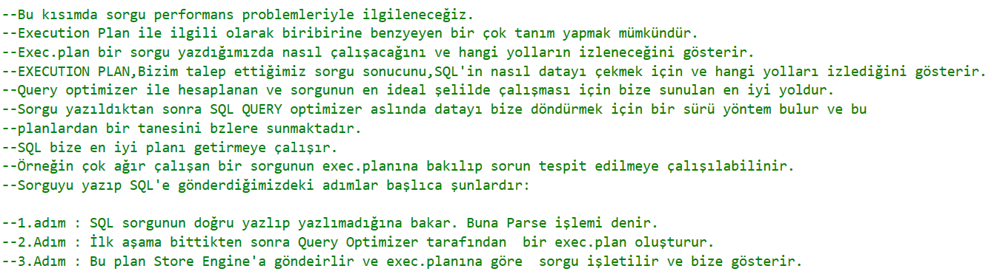 --Bu kısımda sorgu performans problemleriyle ilgileneceğiz.
--Execution Plan ile ilgili olarak biribirine benzyeyen bir çok tanım yapmak mümkündür.
--Exec.plan bir sorgu yazdığımızda nasıl çalışacağını ve hangi yolların izleneceğini gösterir.
--EXECUTION PLAN,Bizim talep ettiğimiz sorgu sonucunu,SQL'in nasıl datayı çekmek için ve hangi yolları izlediğini gösterir.
--Query optimizer ile hesaplanan ve sorgunun en ideal şelilde çalışması için bize sunulan en iyi yoldur.
--Sorgu yazıldıktan sonra SQL QUERY optimizer aslında datayı bize döndürmek için bir sürü yöntem bulur ve bu
--planlardan bir tanesini bzlere sunmaktadır.
--SQL bize en iyi planı getirmeye çalışır.
--Örneğin çok ağır çalışan bir sorgunun exec.planına bakılıp sorun tespit edilmeye çalışılabilinir.
--Sorguyu yazıp SQL'e gönderdiğimizdeki adımlar başlıca şunlardır:
--1.adım : SQL sorgunun doğru yazlıp yazlımadığına bakar. Buna Parse işlemi denir.
--2.Adım : İlk aşama bittikten sonra Query Optimizer tarafından  bir exec.plan oluşturur.
--3.Adım : Bu plan Store Engine'a göndeirlir ve exec.planına göre  sorgu işletilir ve bize gösterir.